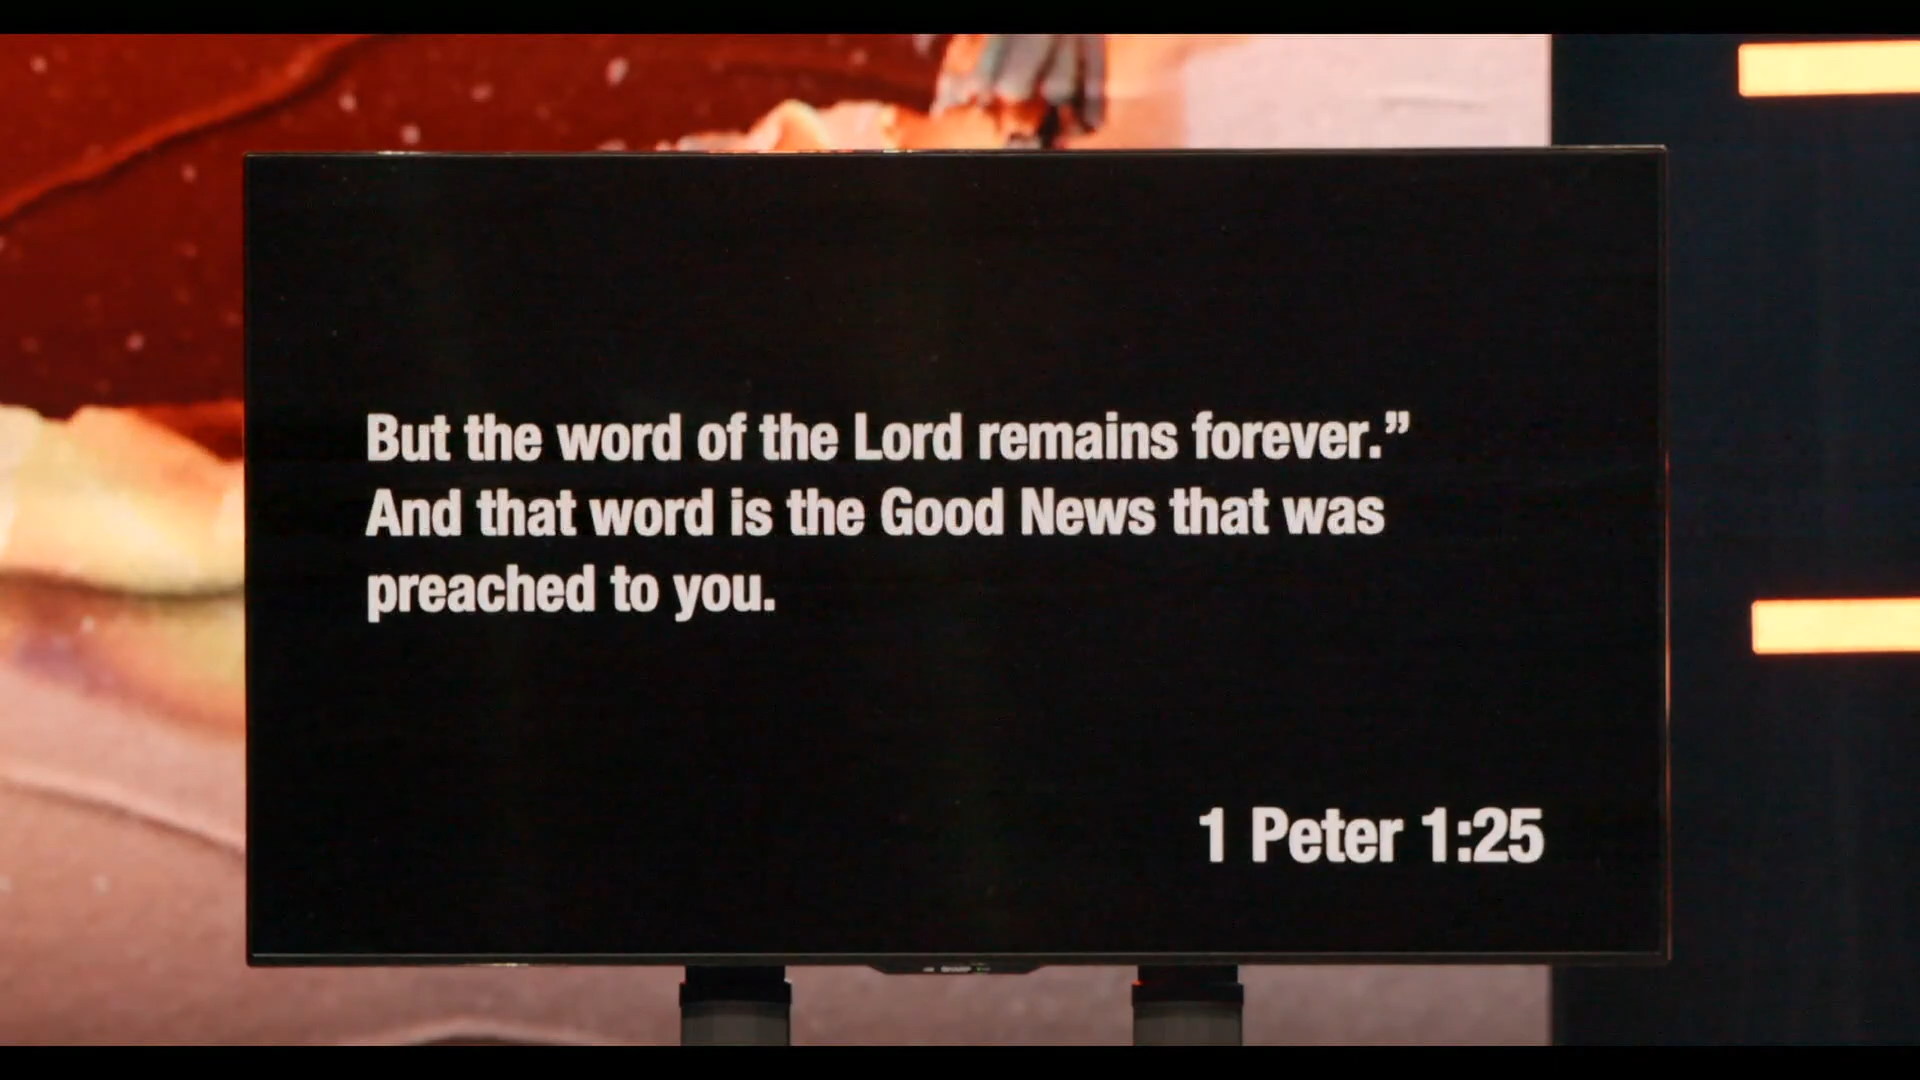 But the word of the Lord remains forever.”
And that word is the Good News that was
preached to you.
1 Peter 1:25